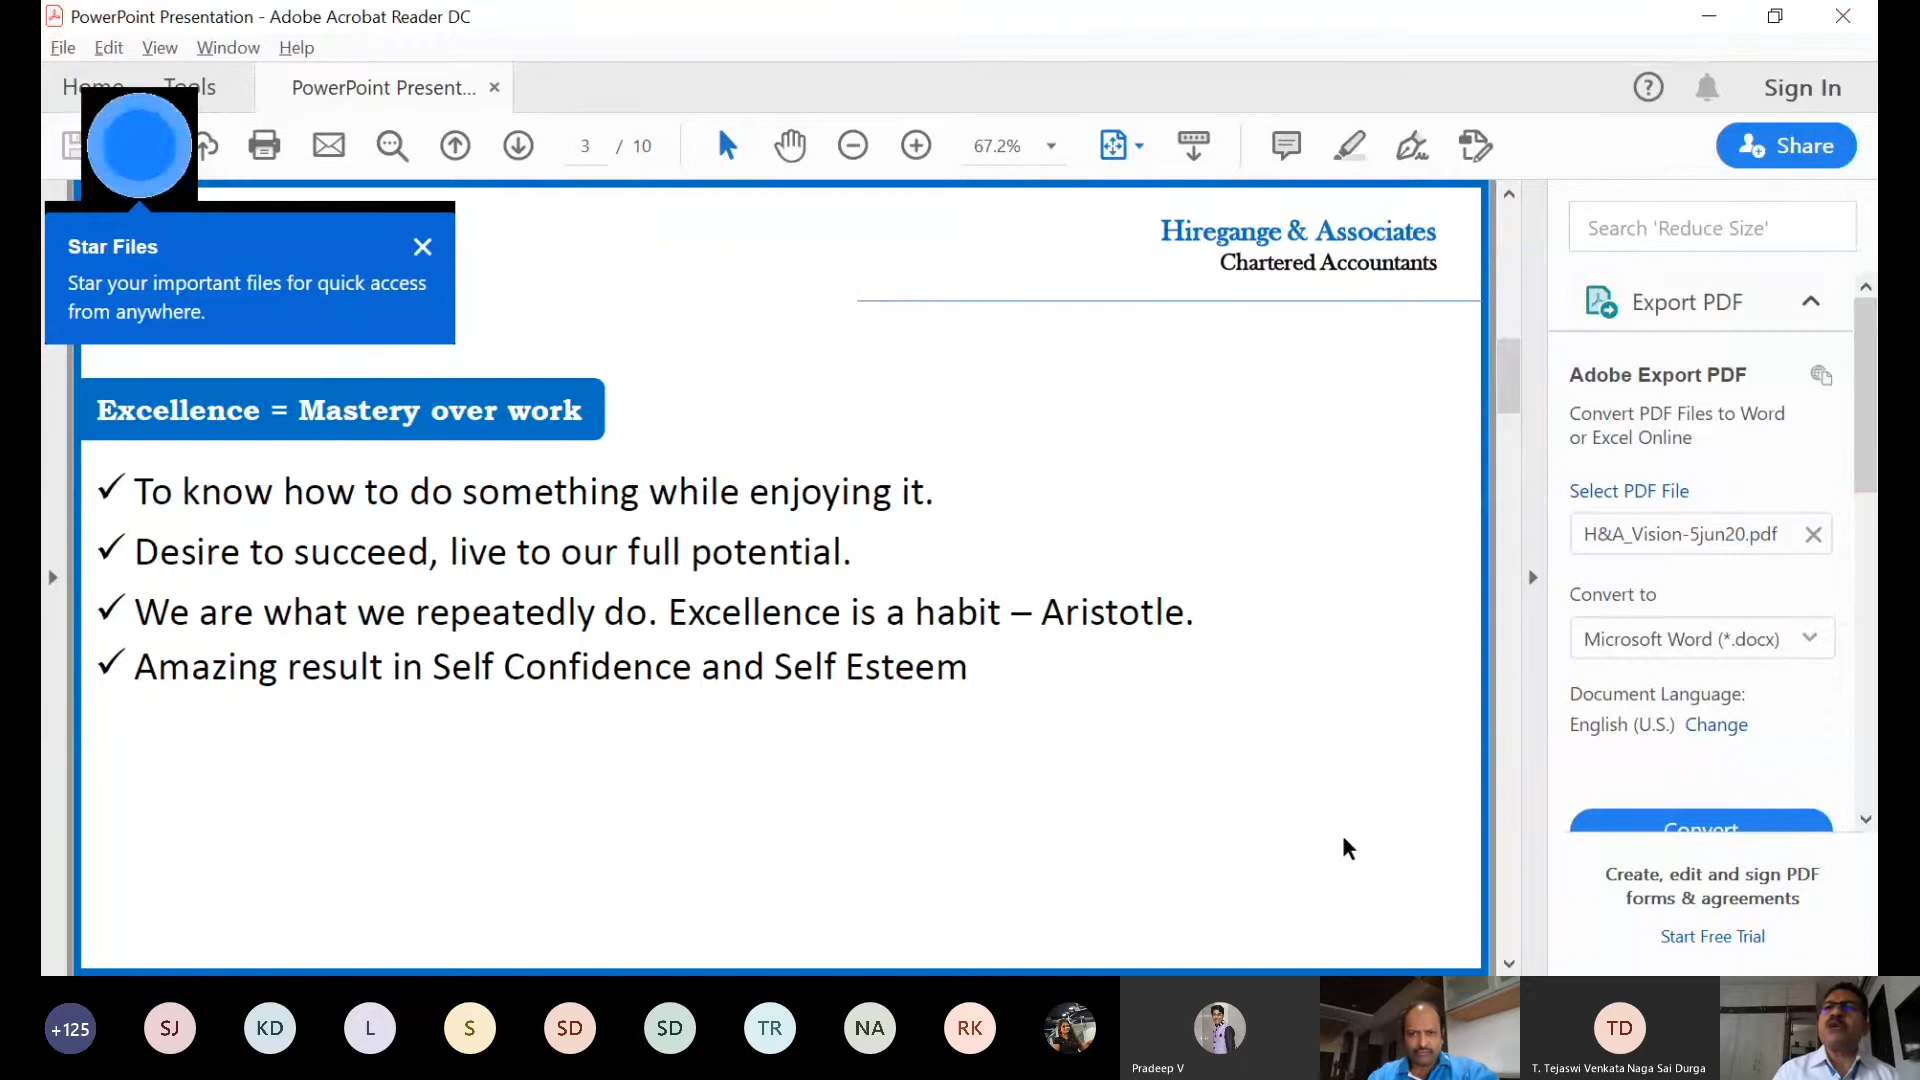 PowerPoint Presentation - Adobe Acrobat Reader DC
File Edit View Window Help
Home Tools PowerPoint Present... Sign In
3 / 10 67.2% Share
Star Files
Star your important files for quick access
from anywhere.
Hiregange & Associates
Chartered Accountants
Excellence = Mastery over work
✓ To know how to do something while enjoying it.
✓ Desire to succeed, live to our full potential.
✓ We are what we repeatedly do. Excellence is a habit – Aristotle.
✓ Amazing result in Self Confidence and Self Esteem
Search 'Reduce Size'
Export PDF
Adobe Export PDF
Convert PDF Files to Word
or Excel Online
Select PDF File
H&A_Vision-5jun20.pdf
Convert to
Microsoft Word (*.docx)
Document Language:
English (U.S.) Change
Convert
Create, edit and sign PDF
forms & agreements
Start Free Trial
+125 SJ KD L S SD SD TR NA RK TD
Pradeep V
T. Tejaswi Venkata Naga Sai Durga